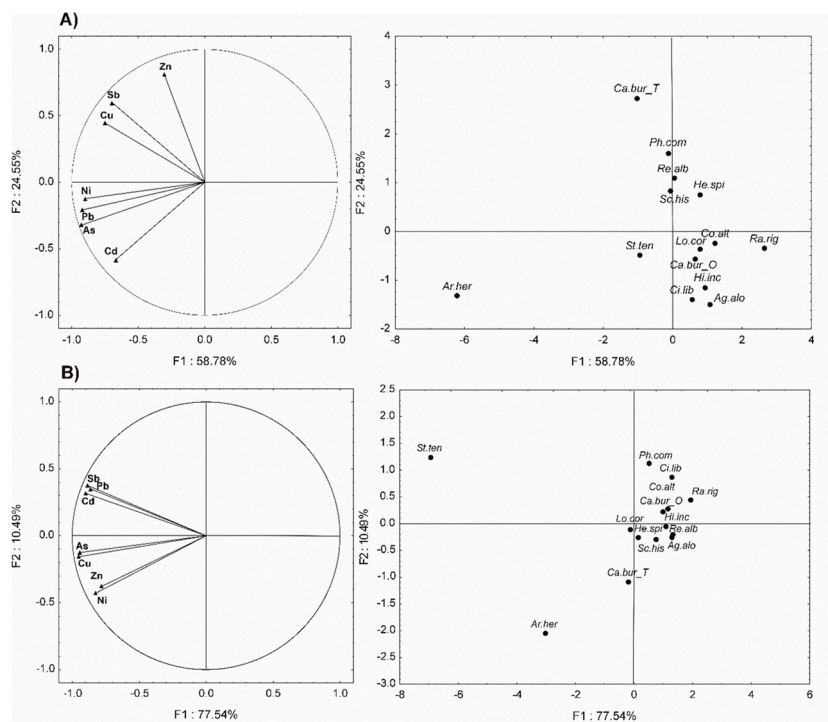 A)
1.0
0.5
0.0
-0.5
-1.0
F2 : 24.55%
Zn
Sb
Cu
Ni
Pb
As
Cd
-1.0 -0.5 0.0 0.5 1.0
F1 : 58.78%
4
3
2
1
0
-1
-2
F2 : 24.55%
Ca.bur_T
Ph.com
Re.alb
He.spi
Sc.his
Co.alt
Ra.rig
St.ten
Lo.cor
Ca.bur_O
Hi.inc
Ar.her
Ci.lib
Ag.alo
-8 -6 -4 -2 0 2 4
F1 : 58.78%
B)
1.0
0.5
0.0
-0.5
-1.0
F2 : 10.49%
Sb
Pb
Cd
As
Cu
Zn
Ni
-1.0 -0.5 0.0 0.5 1.0
F1 : 77.54%
2.5
2.0
1.5
1.0
0.5
0.0
-0.5
-1.0
-1.5
-2.0
-2.5
-3.0
F2 : 10.49%
St.ten
Ph.com
Ci.lib
Co.alt
Ra.rig
Ca.bur_O
Lo.cor
Hi.inc
He.spi
Re.alb
Sc.his
Ag.alo
Ca.bur_T
Ar.her
-8 -6 -4 -2 0 2 4 6
F1 : 77.54%